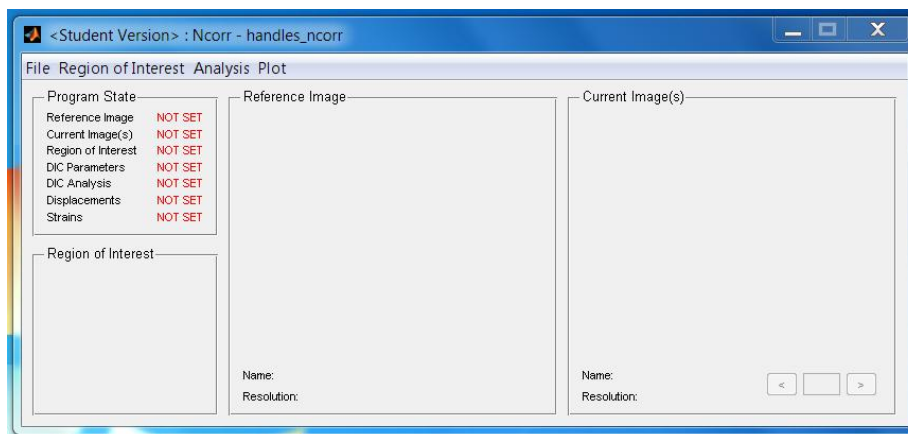 <Student Version> : Ncorr - handles_ncorr
File Region of Interest Analysis Plot
Program State
Reference Image NOT SET
Current Image(s) NOT SET
Region of Interest NOT SET
DIC Parameters NOT SET
DIC Analysis NOT SET
Displacements NOT SET
Strains NOT SET
Region of Interest
Reference Image
Name:
Resolution:
Current Image(s)
Name:
Resolution:
< >